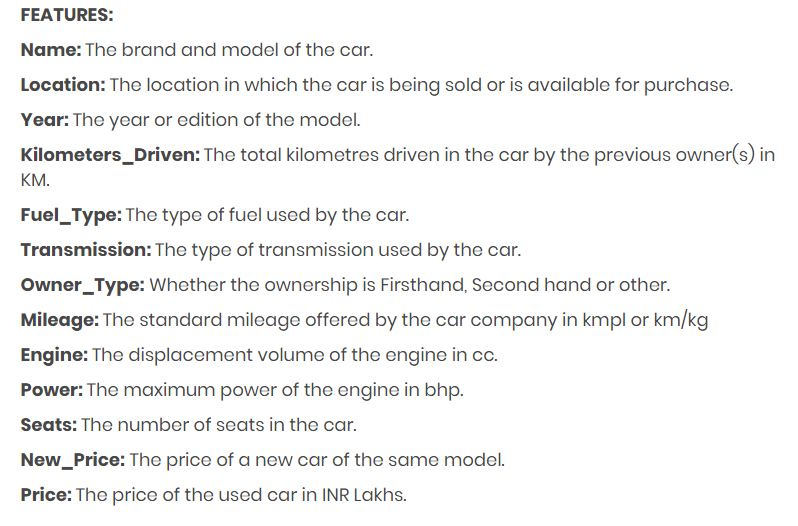 FEATURES:
Name: The brand and model of the car.
Location: The location in which the car is being sold or is available for purchase.
Year: The year or edition of the model.
Kilometers_Driven: The total kilometres driven in the car by the previous owner(s) in
KM.
Fuel_Type: The type of fuel used by the car.
Transmission: The type of transmission used by the car.
Owner_Type: Whether the ownership is Firsthand, Second hand or other.
Mileage: The standard mileage offered by the car company in kmpl or km/kg
Engine: The displacement volume of the engine in cc.
Power: The maximum power of the engine in bhp.
Seats: The number of seats in the car.
New_Price: The price of a new car of the same model.
Price: The price of the used car in INR Lakhs.